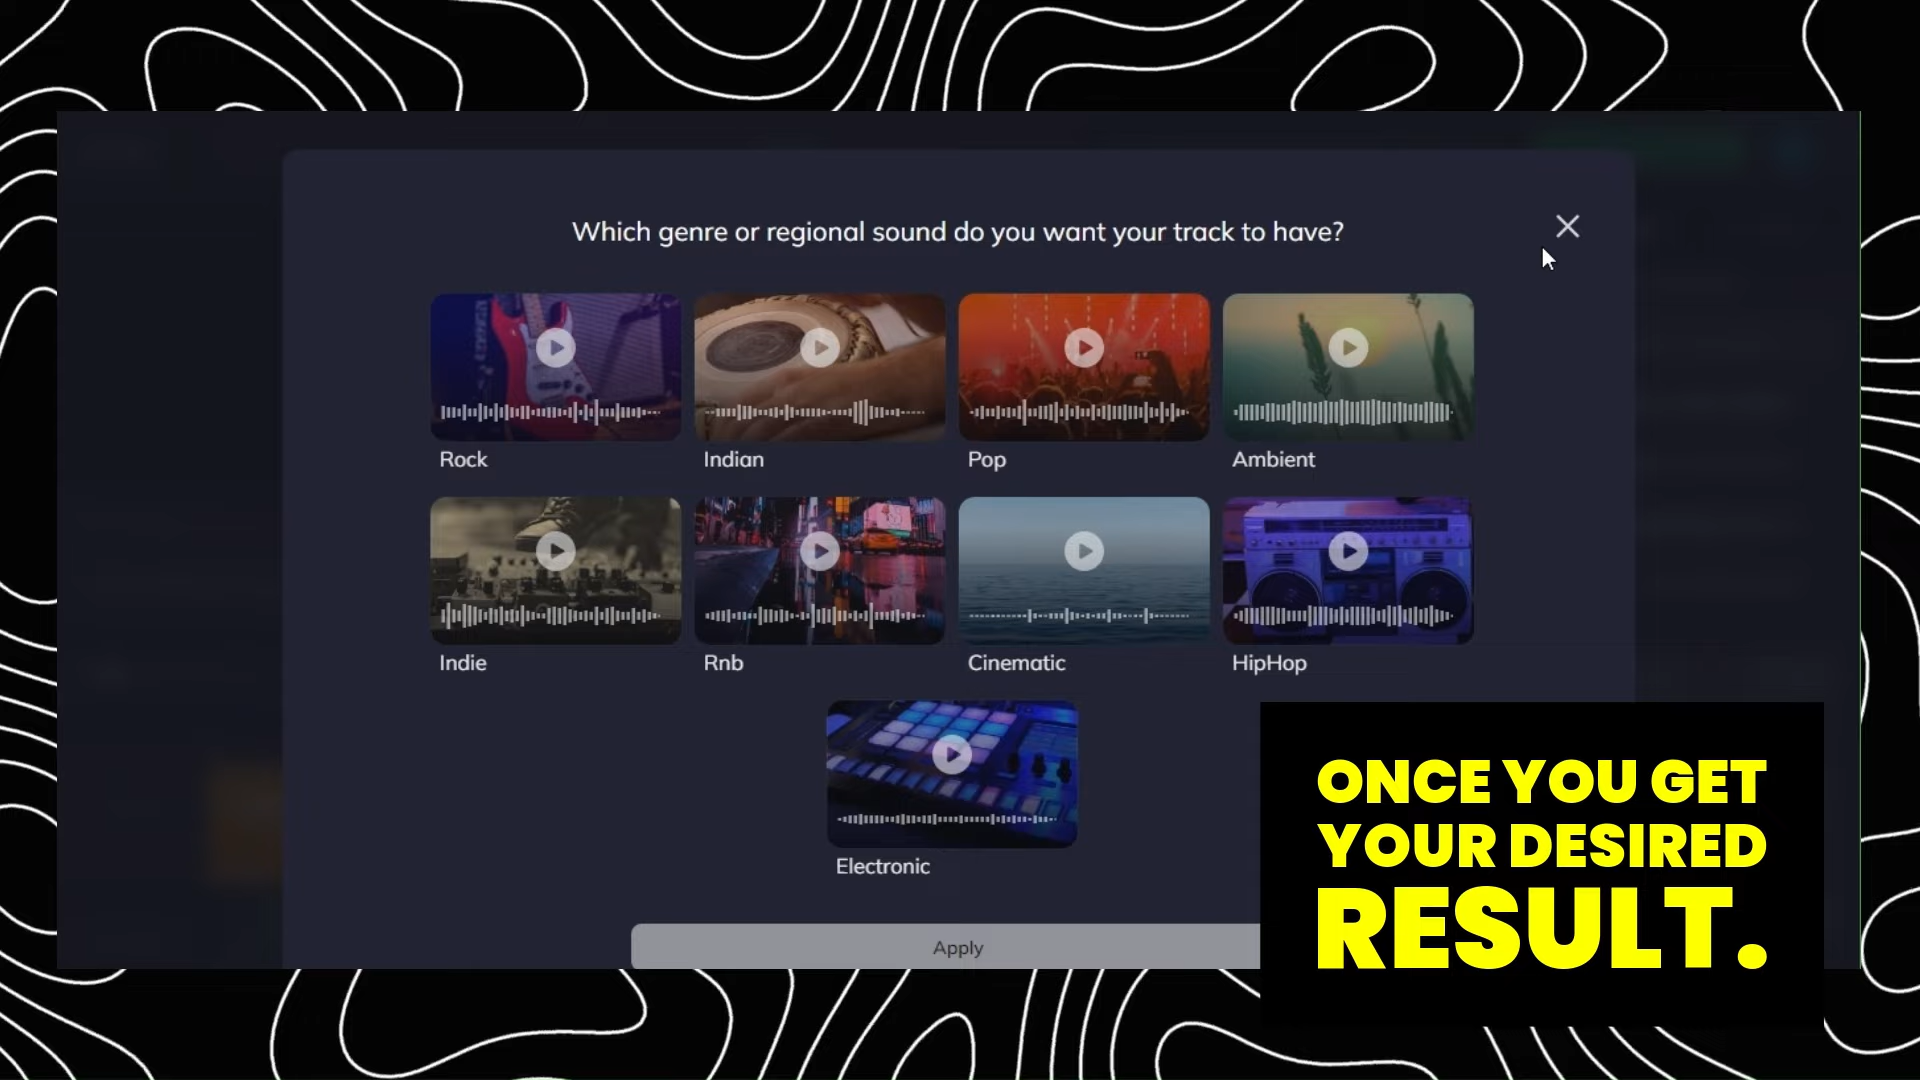 Which genre or regional sound do you want your track to have?
Rock
Indian
Pop
Ambient
Indie
Rnb
Cinematic
HipHop
Electronic
Apply
ONCE YOU GET
YOUR DESIRED
RESULT.